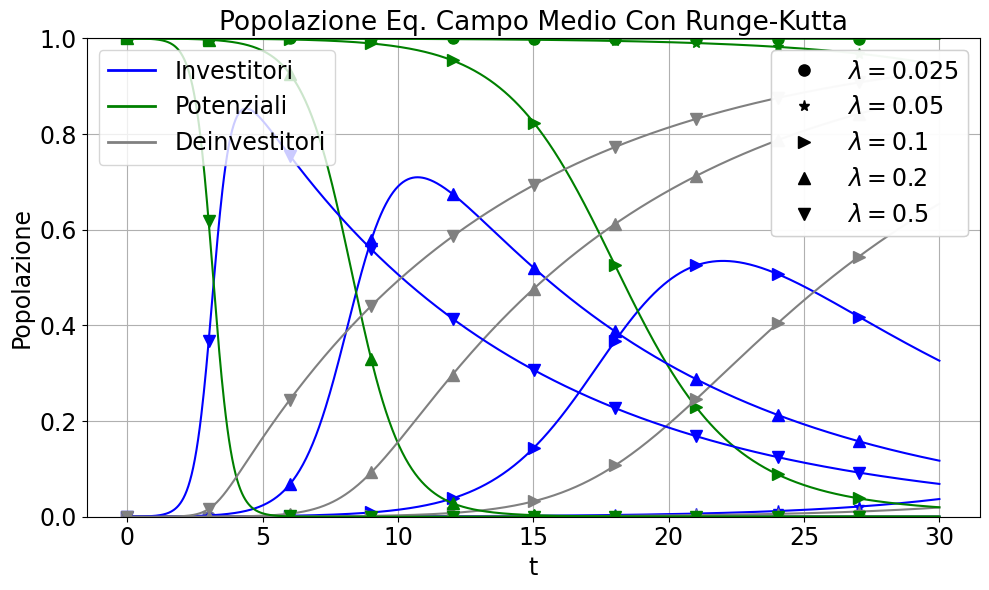 Popolazione Eq. Campo Medio Con Runge-Kutta
Popolazione
1.0
0.8
0.6
0.4
0.2
0.0
Investitori
Potenziali
Deinvestitori
λ = 0.025
λ = 0.05
λ = 0.1
λ = 0.2
λ = 0.5
0 5 10 15 20 25 30
t